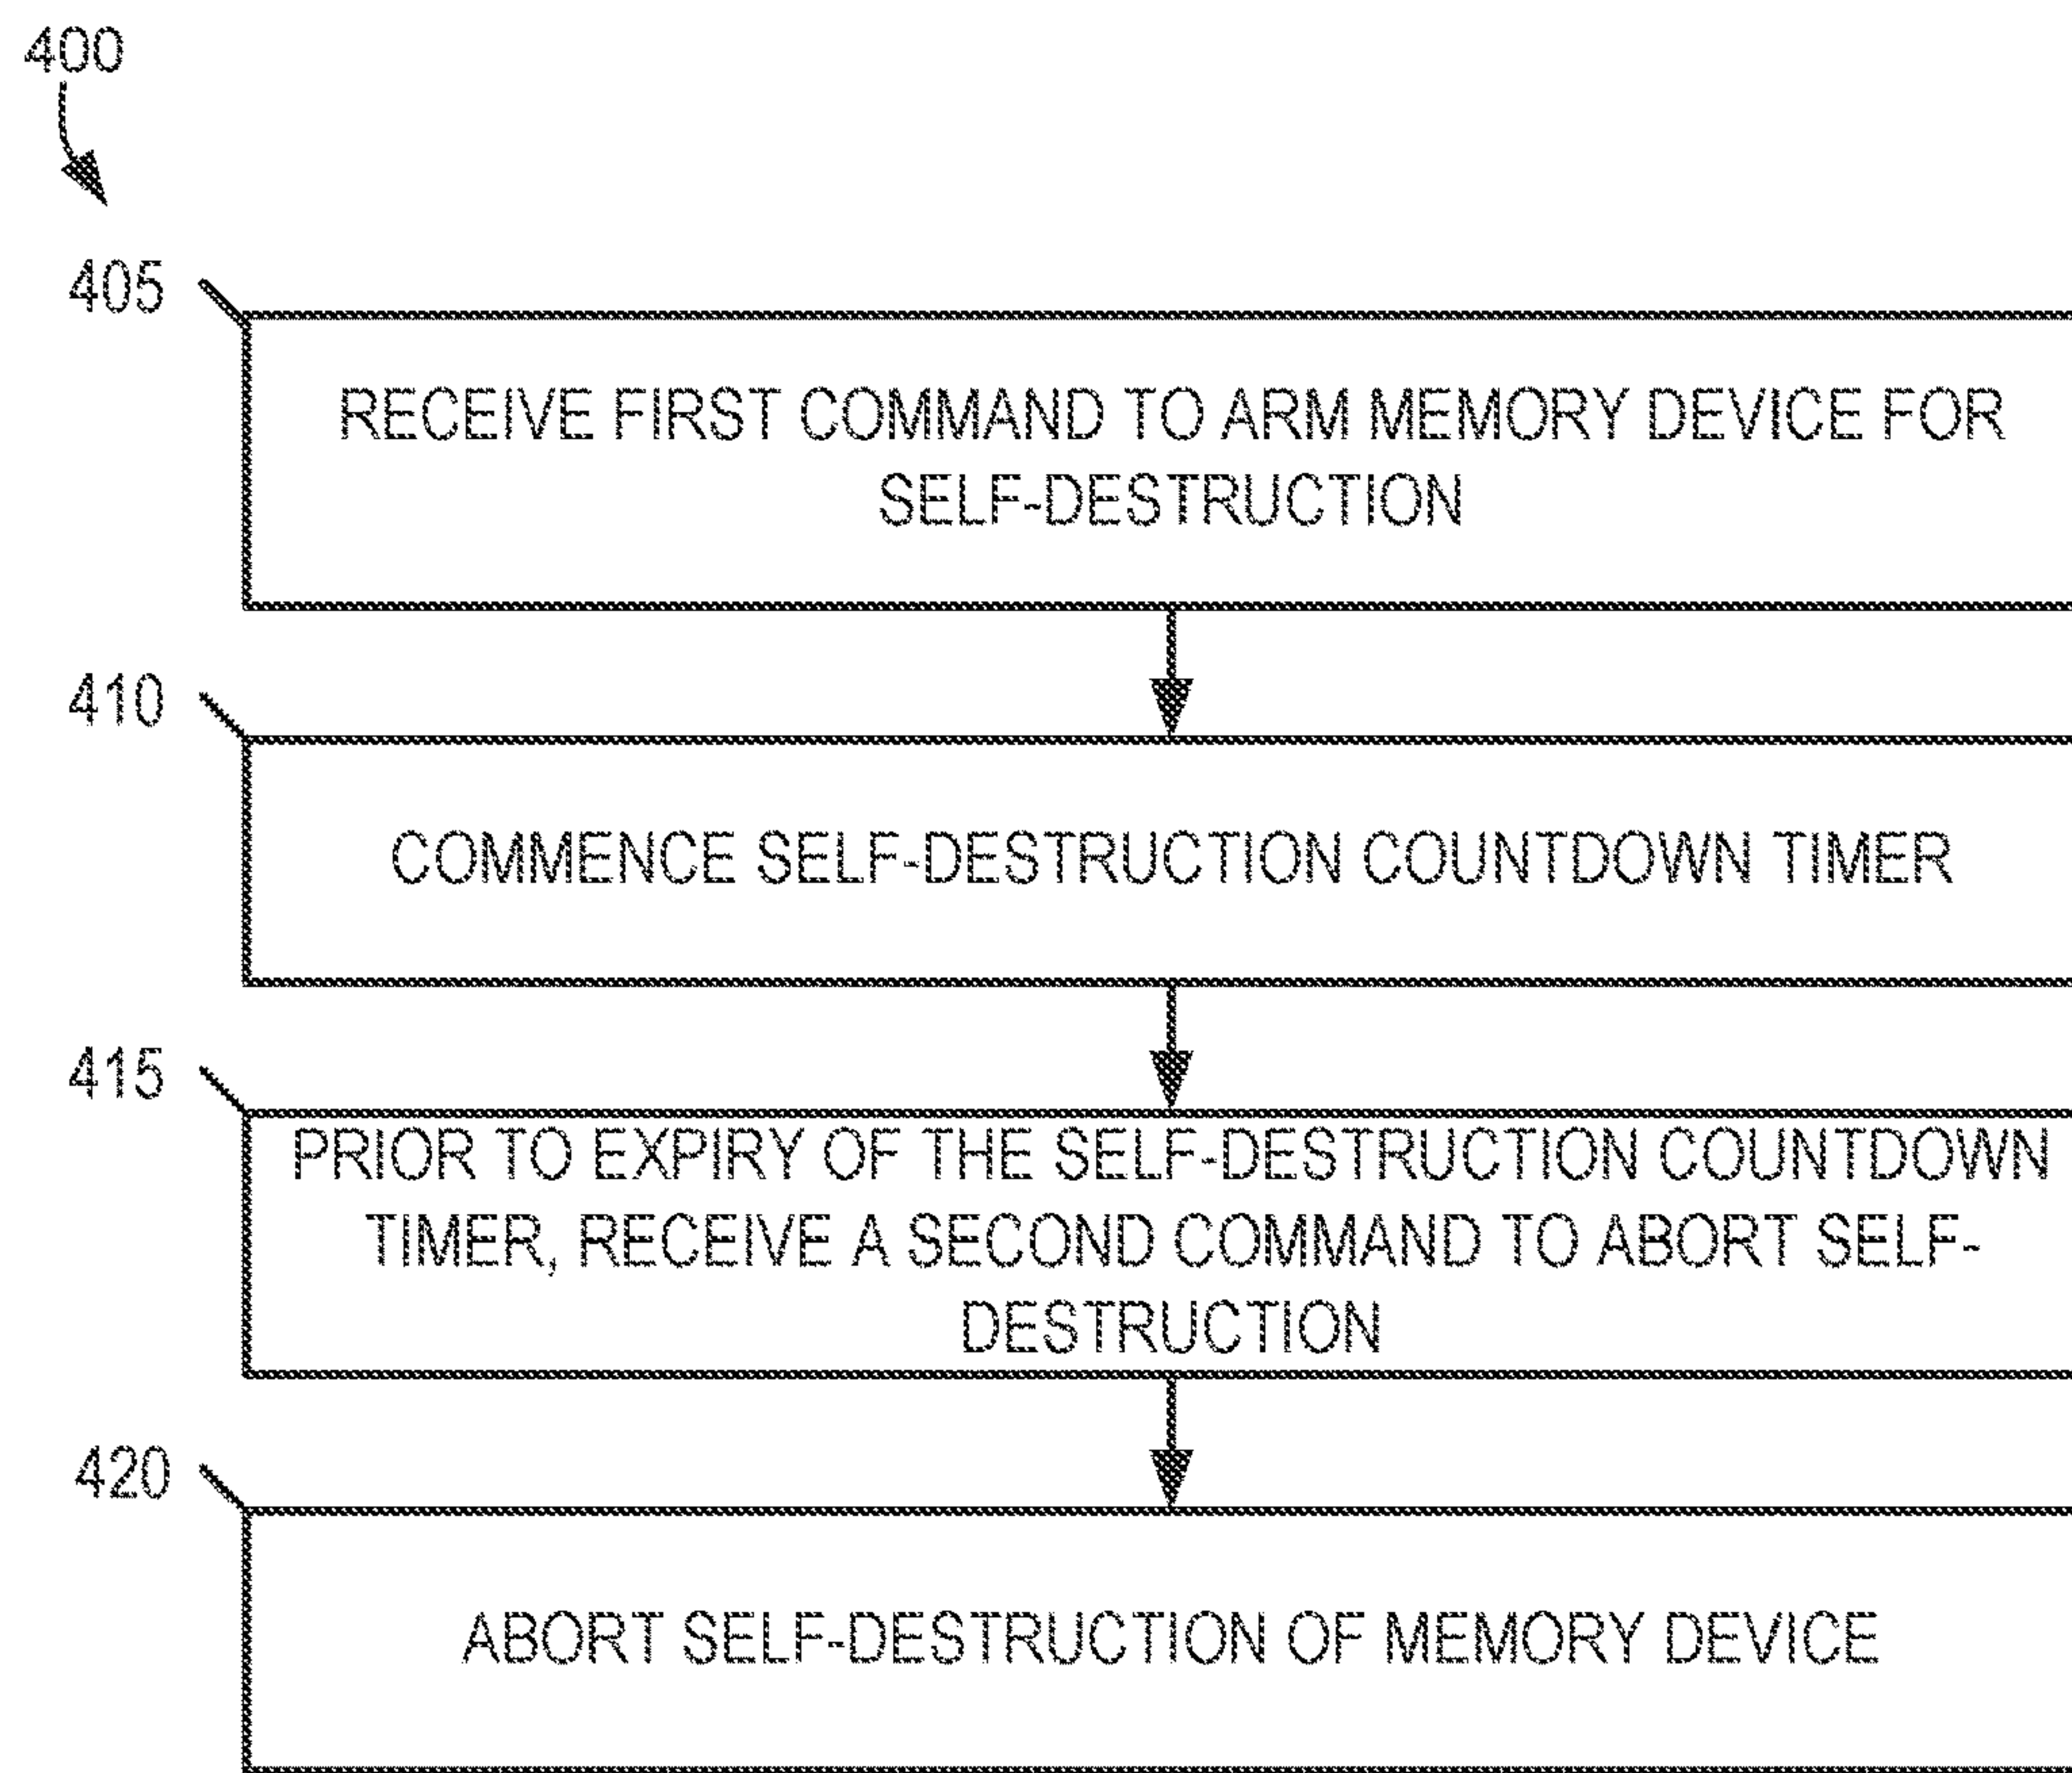 400
405
RECEIVE FIRST COMMAND TO ARM MEMORY DEVICE FOR
SELF-DESTRUCTION
410
COMMENCE SELF-DESTRUCTION COUNTDOWN TIMER
415
PRIOR TO EXPIRY OF THE SELF-DESTRUCTION COUNTDOWN
TIMER, RECEIVE A SECOND COMMAND TO ABORT SELF-
DESTRUCTION
420
ABORT SELF-DESTRUCTION OF MEMORY DEVICE